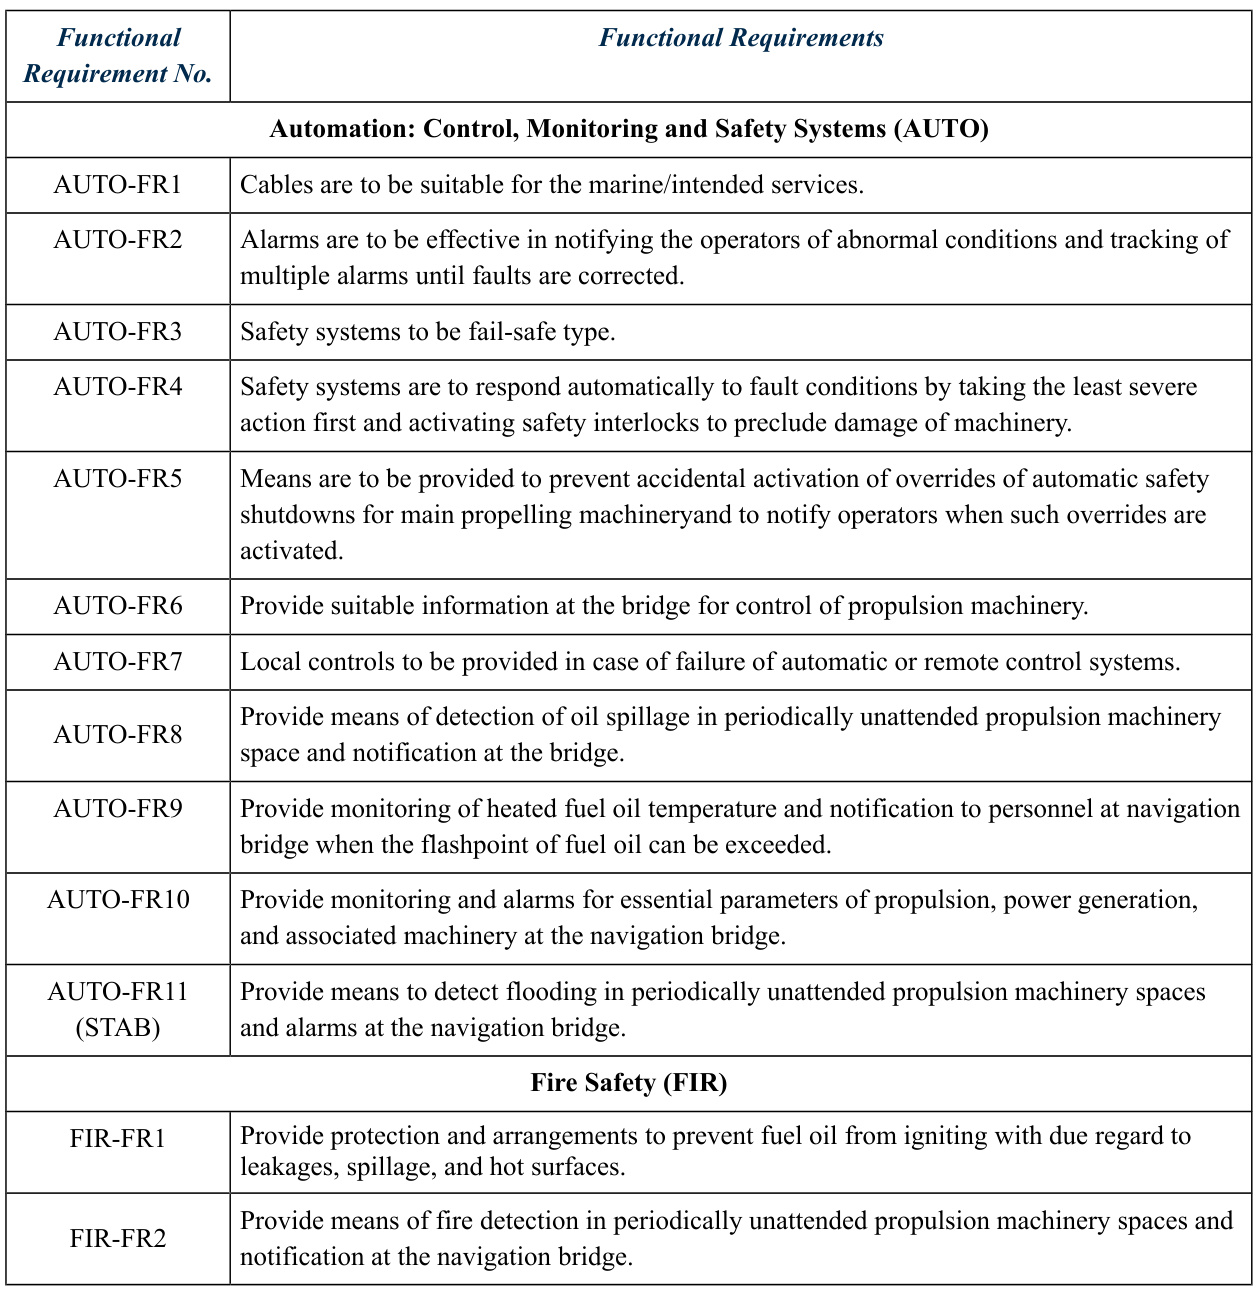 Functional
Requirement No.
Functional Requirements
Automation: Control, Monitoring and Safety Systems (AUTO)
AUTO-FR1
Cables are to be suitable for the marine/intended services.
AUTO-FR2
Alarms are to be effective in notifying the operators of abnormal conditions and tracking of
multiple alarms until faults are corrected.
AUTO-FR3
Safety systems to be fail-safe type.
AUTO-FR4
Safety systems are to respond automatically to fault conditions by taking the least severe
action first and activating safety interlocks to preclude damage of machinery.
AUTO-FR5
Means are to be provided to prevent accidental activation of overrides of automatic safety
shutdowns for main propelling machineryand to notify operators when such overrides are
activated.
AUTO-FR6
Provide suitable information at the bridge for control of propulsion machinery.
AUTO-FR7
Local controls to be provided in case of failure of automatic or remote control systems.
AUTO-FR8
Provide means of detection of oil spillage in periodically unattended propulsion machinery
space and notification at the bridge.
AUTO-FR9
Provide monitoring of heated fuel oil temperature and notification to personnel at navigation
bridge when the flashpoint of fuel oil can be exceeded.
AUTO-FR10
Provide monitoring and alarms for essential parameters of propulsion, power generation,
and associated machinery at the navigation bridge.
AUTO-FR11
(STAB)
Provide means to detect flooding in periodically unattended propulsion machinery spaces
and alarms at the navigation bridge.
Fire Safety (FIR)
FIR-FR1
Provide protection and arrangements to prevent fuel oil from igniting with due regard to
leakages, spillage, and hot surfaces.
FIR-FR2
Provide means of fire detection in periodically unattended propulsion machinery spaces and
notification at the navigation bridge.